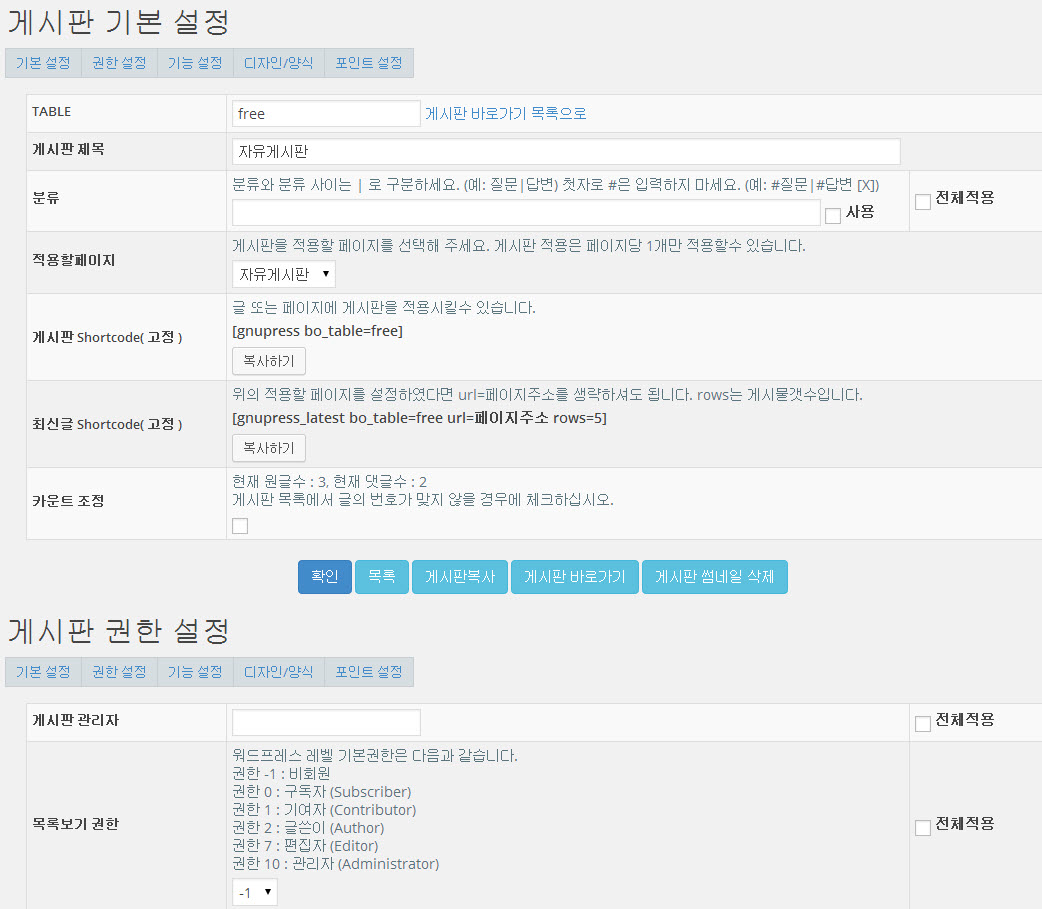 게시판 기본 설정
기본 설정 권한 설정 기능 설정 디자인/양식 포인트 설정
TABLE free 게시판 바로가기 목록으로
게시판 제목 자유게시판
분류와 분류 사이는 | 로 구분하세요. (예: 질문|답변) 첫자로 #은 입력하지 마세요. (예: #질문|#답변 [X])
분류 사용 전체적용
게시판을 적용할 페이지를 선택해 주세요. 게시판 적용은 페이지당 1개만 적용할수 있습니다.
적용할페이지
자유게시판
글 또는 페이지에 게시판을 적용시킬수 있습니다.
게시판 Shortcode( 고정 ) [gnupress bo_table=free]
복사하기
위의 적용할 페이지를 설정하였다면 url=페이지주소를 생략하셔도 됩니다. rows는 게시물갯수입니다.
최신글 Shortcode( 고정 ) [gnupress_latest bo_table=free url=페이지주소 rows=5]
복사하기
현재 원글수 : 3, 현재 댓글수 : 2
카운트 조정 게시판 목록에서 글의 번호가 맞지 않을 경우에 체크하십시오.
확인 목록 게시판복사 게시판 바로가기 게시판 썸네일 삭제
게시판 권한 설정
기본 설정 권한 설정 기능 설정 디자인/양식 포인트 설정
게시판 관리자 전체적용
워드프레스 레벨 기본권한은 다음과 같습니다.
권한 -1 : 비회원
권한 0 : 구독자 (Subscriber)
권한 1 : 기여자 (Contributor)
목록보기 권한 권한 2 : 글쓴이 (Author) 전체적용
권한 7 : 편집자 (Editor)
권한 10 : 관리자 (Administrator)
-1